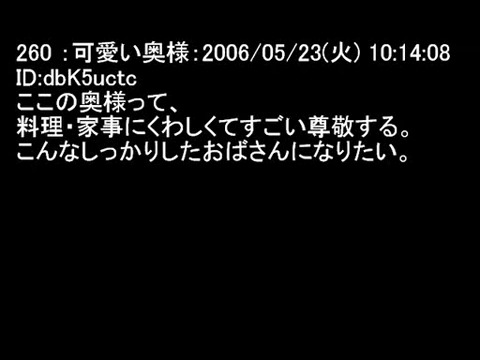 260 :可愛い奥様:2006/05/23(火) 10:14:08
ID:dbK5uctc
ここの奥様って、
料理・家事にくわしくてすごい尊敬する。
こんなしっかりしたおばさんになりたい。